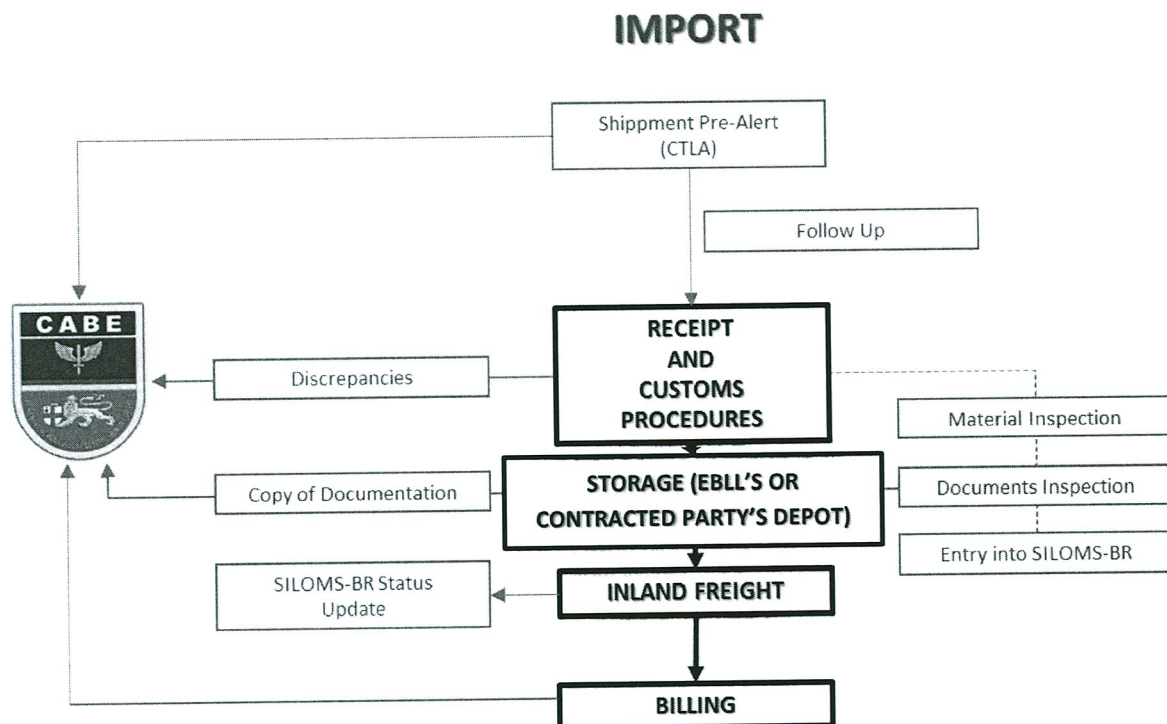 IMPORT
Shippment Pre-Alert
(CTLA)
Follow Up
CABE
RECEIPT
AND
CUSTOMS
PROCEDURES
Discrepancies
Material Inspection
STORAGE (EBLL'S OR
CONTRACTED PARTY'S DEPOT)
Copy of Documentation
Documents Inspection
Entry into SILOMS-BR
SILOMS-BR Status
Update
INLAND FREIGHT
BILLING